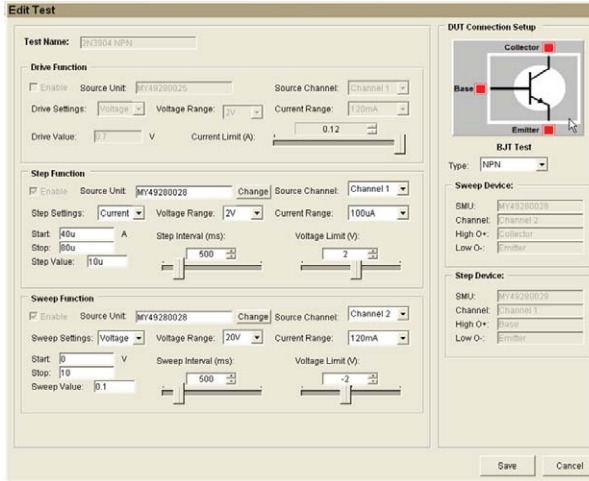 Edit Test
Test Name: 2N3904 NPN
Drive Function
Enable Source Unit: MY49280025 Source Channel: Channel 1
Drive Settings: Voltage Voltage Range: 2V Current Range: 120mA
Drive Value: 0.7 V Current Limit (A): 0.12
Step Function
Enable Source Unit: MY49280028 Change Source Channel: Channel 1
Step Settings: Current Voltage Range: 2V Current Range: 100uA
Start: 40u A Step Interval (ms): Voltage Limit (V):
Stop: 80u 500 2
Step Value: 10u
Sweep Function
Enable Source Unit: MY49280028 Change Source Channel: Channel 2
Sweep Settings: Voltage Voltage Range: 20V Current Range: 120mA
Start: 0 V Sweep Interval (ms): Voltage Limit (V):
Stop: 10 500 -2
Sweep Value: 0.1
DUT Connection Setup
Collector
Base
Emitter
BJT Test
Type: NPN
Sweep Device:
SMU: MY49280028
Channel: Channel 2
High O+: Collector
Low O-: Emitter
Step Device:
SMU: MY49280028
Channel: Channel 1
High O+: Base
Low O-: Emitter
Save Cancel